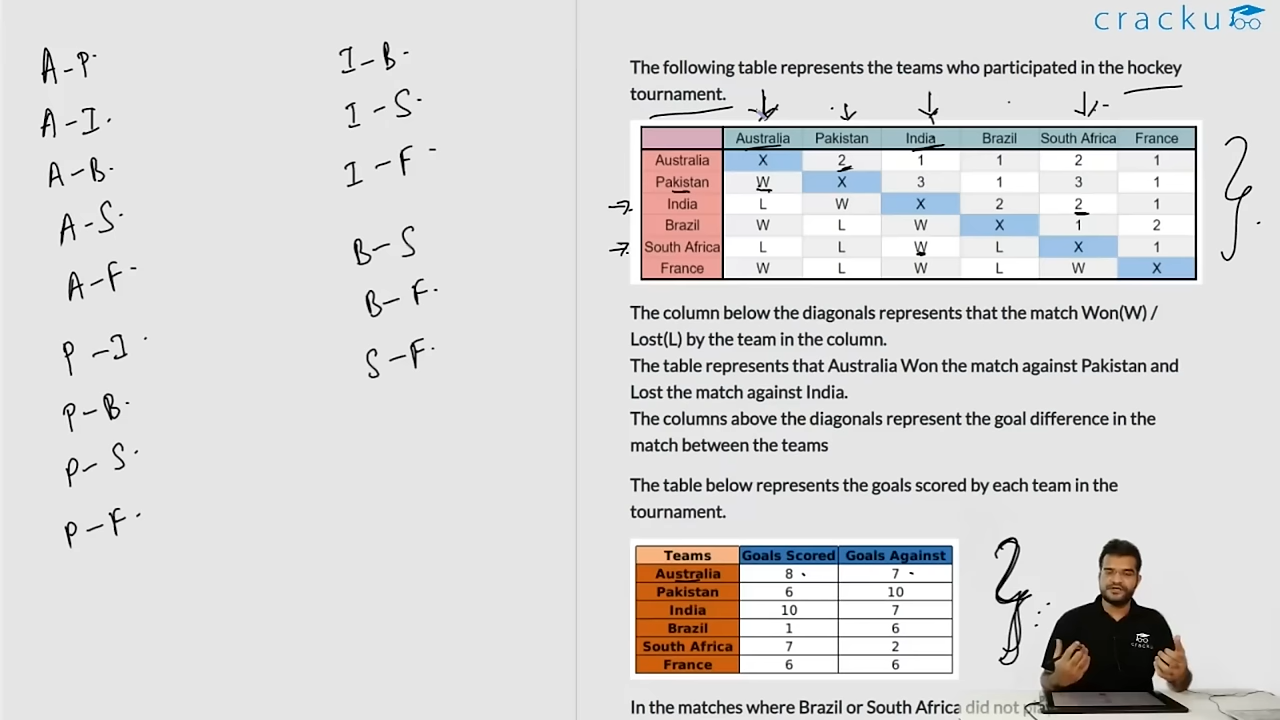 cracku
A-P
A-I
A-B
A-S
A-F
P-I
P-B
P-S
P-F
I-B
I-S
I-F
B-S
B-F
S-F
The following table represents the teams who participated in the hockey
tournament.
Australia Pakistan India Brazil South Africa France
Australia X 2 1 1 2 1
Pakistan W X 3 1 3 1
India L W X 2 2 1
Brazil W L W X 1 2
South Africa L L W L X 1
France W L W L W X
The column below the diagonals represents that the match Won(W) /
Lost(L) by the team in the column.
The table represents that Australia Won the match against Pakistan and
Lost the match against India.
The columns above the diagonals represent the goal difference in the
match between the teams
The table below represents the goals scored by each team in the
tournament.
Teams Goals Scored Goals Against
Australia 8 7
Pakistan 6 10
India 10 7
Brazil 1 6
South Africa 7 2
France 6 6
cracku
In the matches where Brazil or South Africa did not